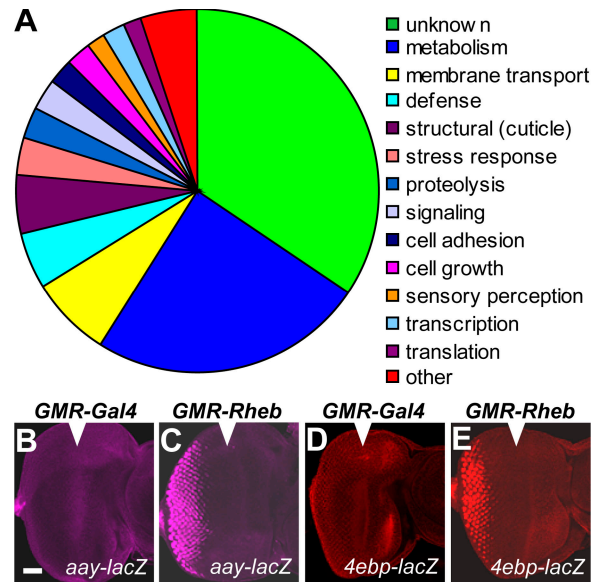 A
unknown
metabolism
membrane transport
defense
structural (cuticle)
stress response
proteolysis
signaling
cell adhesion
cell growth
sensory perception
transcription
translation
other
GMR-Gal4 GMR-Rheb GMR-Gal4 GMR-Rheb
B C D E
aay-lacZ aay-lacZ 4ebp-lacZ 4ebp-lacZ